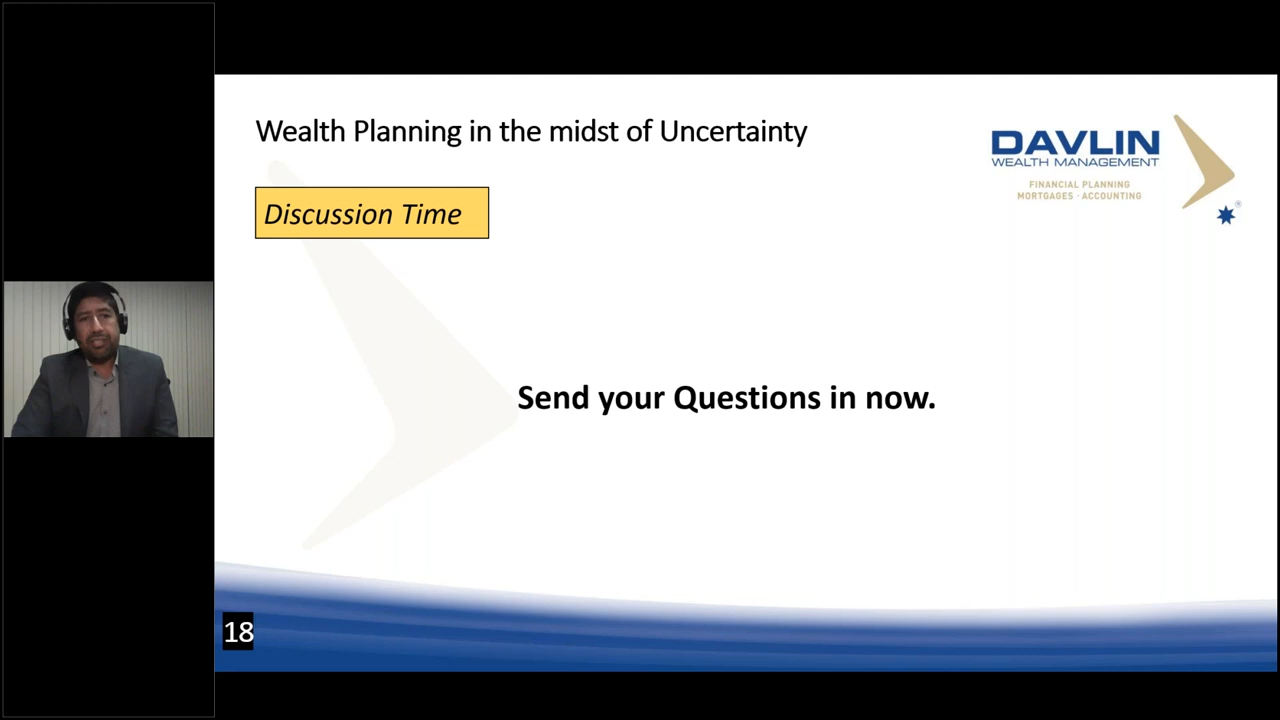 Wealth Planning in the midst of Uncertainty
DAVLIN
WEALTH MANAGEMENT
FINANCIAL PLANNING
MORTGAGES · ACCOUNTING
®
Discussion Time
Send your Questions in now.
18